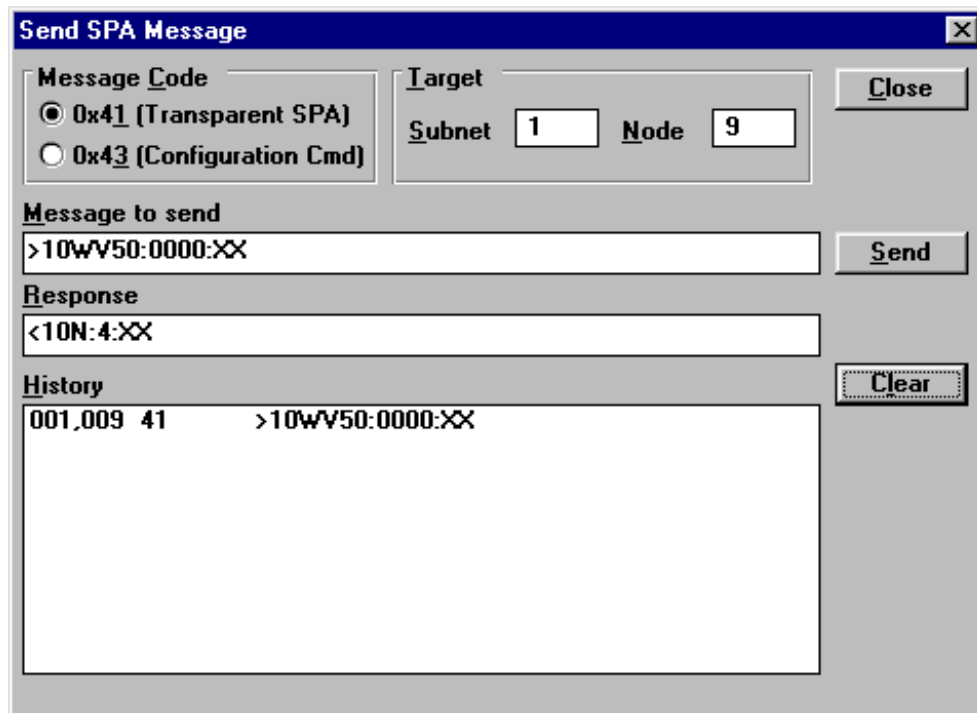 Send SPA Message
Message Code
0x41 (Transparent SPA)
0x43 (Configuration Cmd)
Target
Subnet 1 Node 9
Close
Message to send
>10WV50:0000:XX
Send
Response
<10N:4:XX
Clear
History
001,009 41 >10WV50:0000:XX